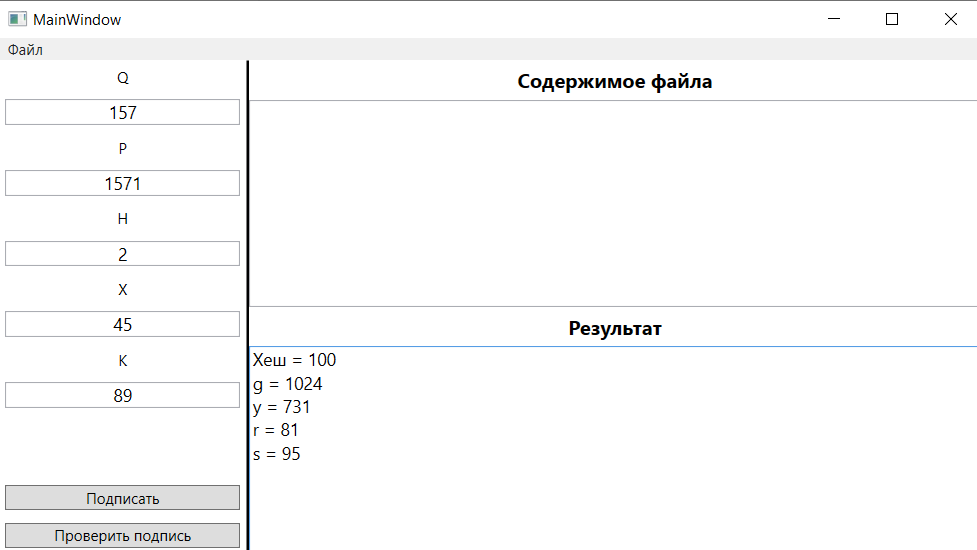 MainWindow
Файл
Q
157
P
1571
H
2
X
45
K
89
Подписать
Проверить подпись
Содержимое файла
Результат
Хеш = 100
g = 1024
y = 731
r = 81
s = 95